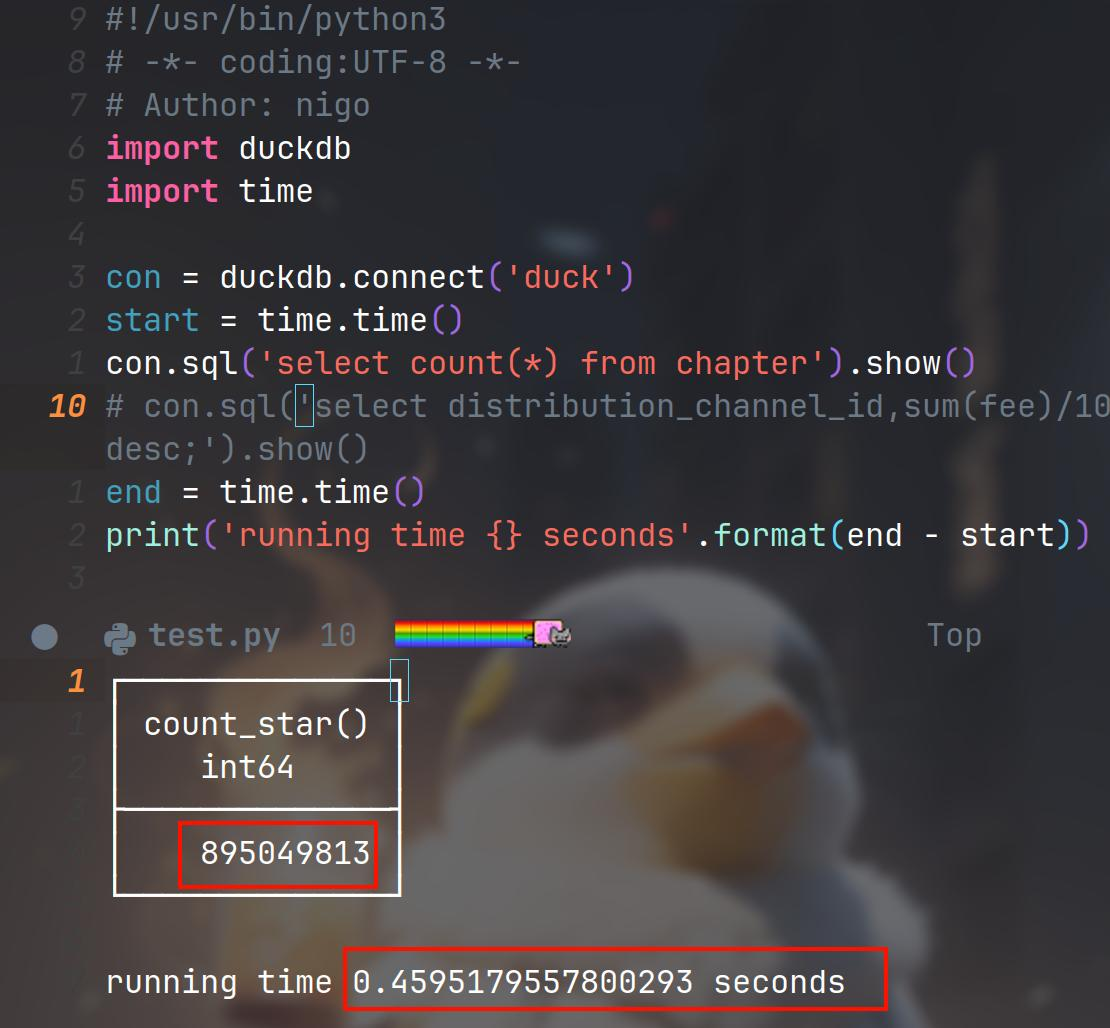 9 #!/usr/bin/python3
8 # -*- coding:UTF-8 -*-
7 # Author: nigo
6 import duckdb
5 import time
4
3 con = duckdb.connect('duck')
2 start = time.time()
1 con.sql('select count(*) from chapter').show()
10 # con.sql('select distribution_channel_id,sum(fee)/10
desc;').show()
1 end = time.time()
2 print('running time {} seconds'.format(end - start))
3
test.py 10 Top
1
1 count_star()
2 int64
3
895049813
running time 0.4595179557800293 seconds